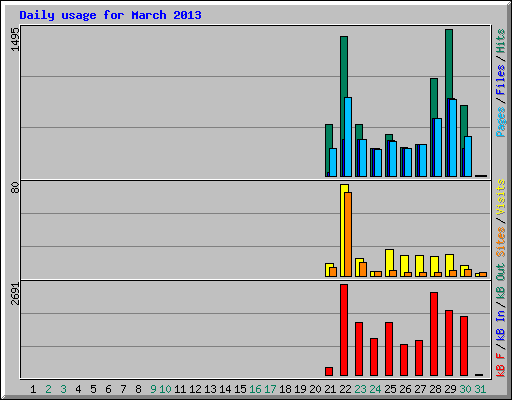 Daily usage for March 2013
1495
80
2691
Pages/Files/Hits
Sites/Visits
kB F/kB In/kB Out
1 2 3 4 5 6 7 8 9 10 11 12 13 14 15 16 17 18 19 20 21 22 23 24 25 26 27 28 29 30 31